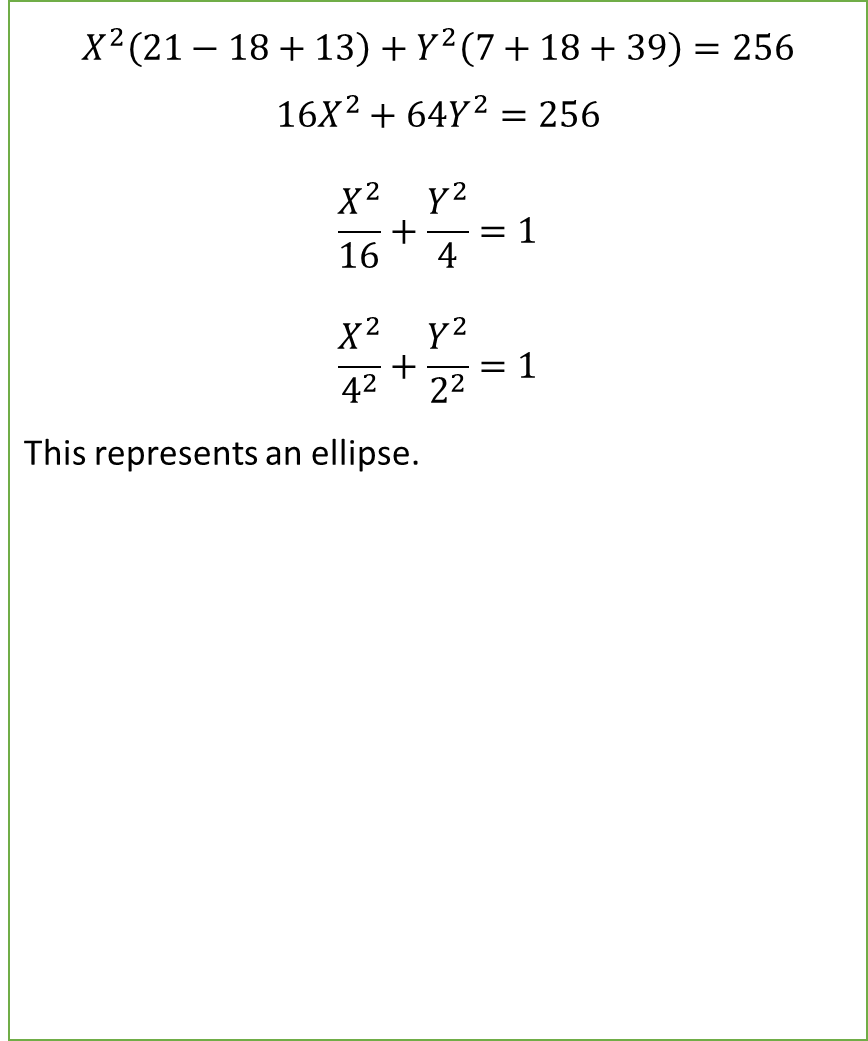 X²(21 − 18 + 13) + Y²(7 + 18 + 39) = 256
16X² + 64Y² = 256
X²/16 + Y²/4 = 1
X²/4² + Y²/2² = 1
This represents an ellipse.